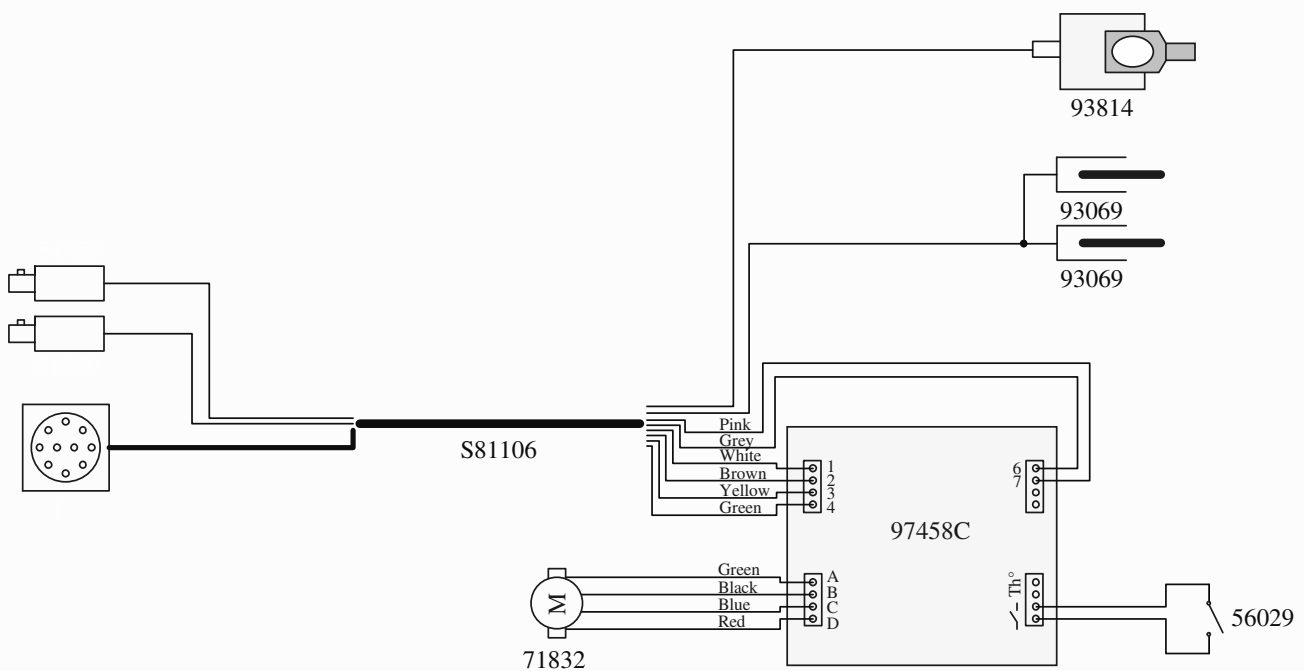 93814
93069
93069
S81106
Pink
Grey
White
Brown
Yellow
Green
1
2
3
4
6
7
97458C
Green
Black
Blue
Red
A
B
C
D
Th°
M
71832
56029